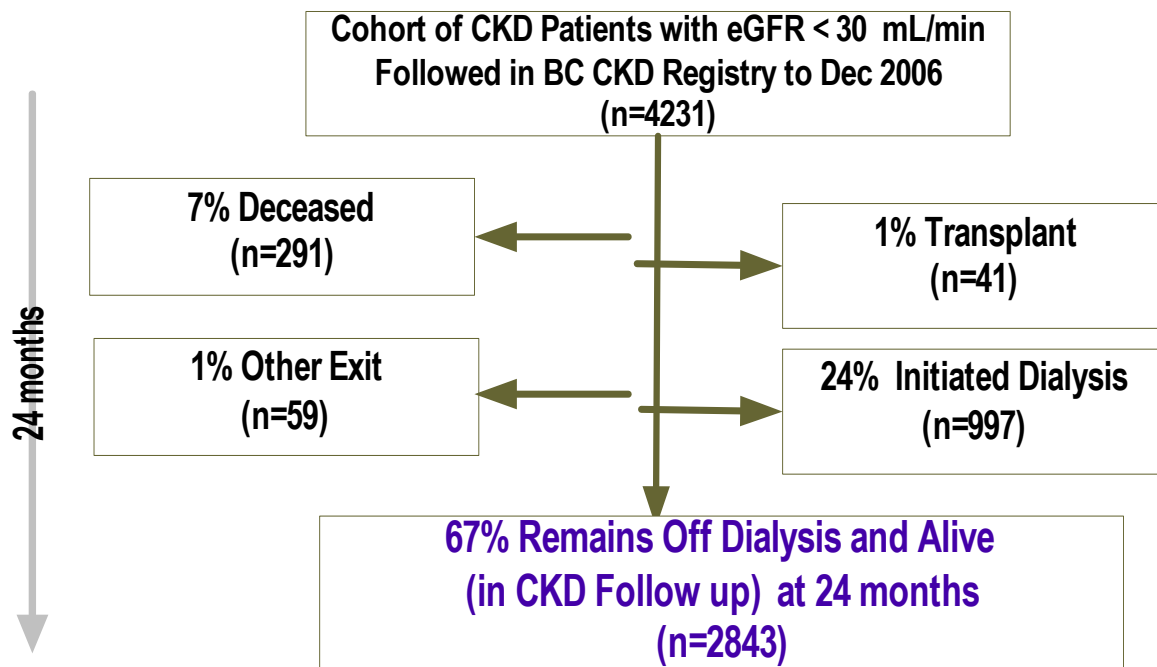 Cohort of CKD Patients with eGFR < 30 mL/min
Followed in BC CKD Registry to Dec 2006
(n=4231)
7% Deceased
(n=291)
1% Transplant
(n=41)
24 months
1% Other Exit
(n=59)
24% Initiated Dialysis
(n=997)
67% Remains Off Dialysis and Alive
(in CKD Follow up) at 24 months
(n=2843)